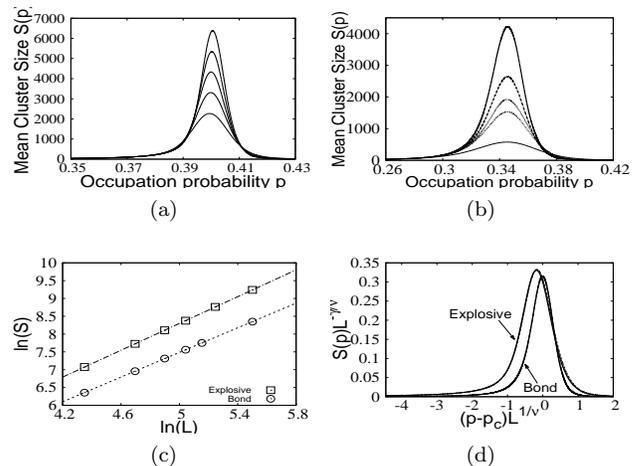 7000
6000
5000
4000
3000
2000
1000
0
Mean Cluster Size S(p)
0.35 0.37 0.39 0.41 0.43
Occupation probability p
(a)
4000
3000
2000
1000
0
Mean Cluster Size S(p)
0.26 0.3 0.34 0.38 0.42
Occupation probability p
(b)
10
9.5
9
8.5
8
7.5
7
6.5
6
ln(S)
Explosive
Bond
4.2 4.6 5 5.4 5.8
ln(L)
(c)
0.35
0.3
0.25
0.2
0.15
0.1
0.05
0
S(p)L^-γ/ν
Explosive
Bond
-4 -3 -2 -1 0 1 2
(p-p_c)L^1/ν
(d)